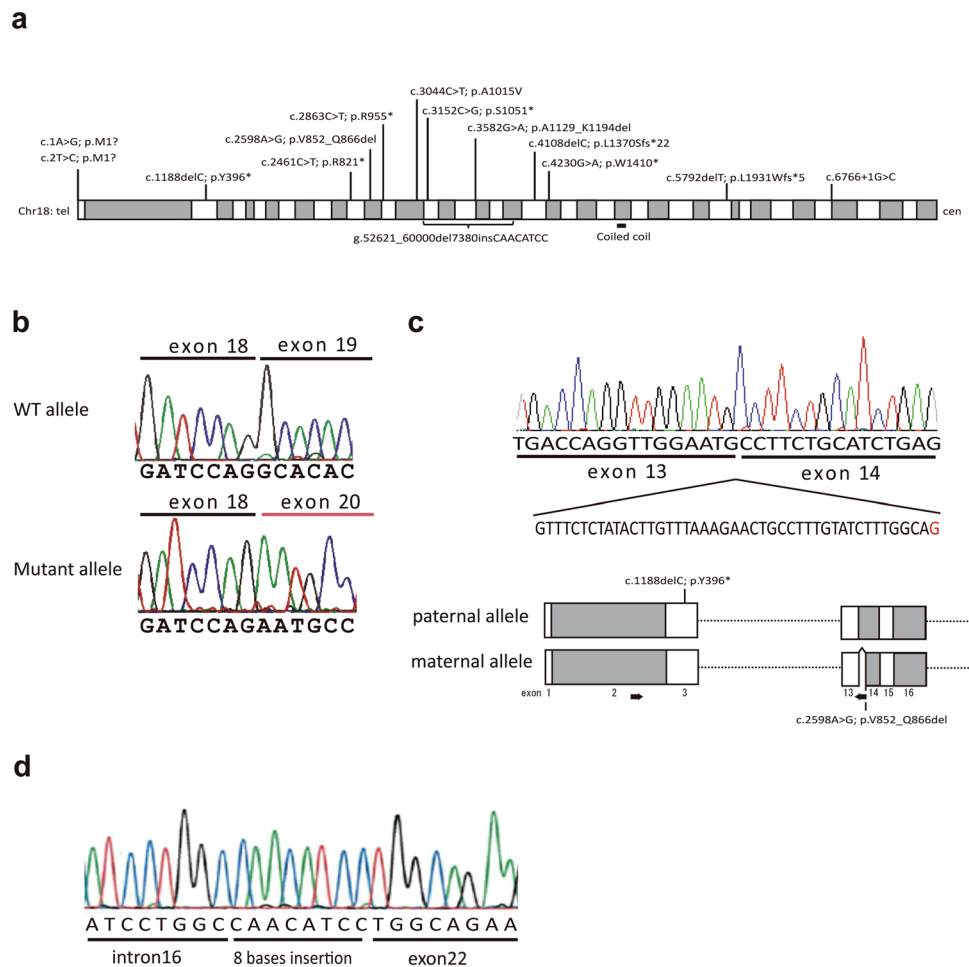 a
c.3044C>T; p.A1015V
c.2863C>T; p.R955*
c.3152C>G; p.S1051*
c.2598A>G; p.V852_Q866del
c.3582G>A; p.A1129_K1194del
c.1A>G; p.M1?
c.4108delC; p.L1370Sfs*22
c.2T>C; p.M1?
c.2461C>T; p.R821*
c.4230G>A; p.W1410*
c.1188delC; p.Y396*
c.5792delT; p.L1931Wfs*5
c.6766+1G>C
Chr18: tel
cen
g.52621_60000del7380insCAACATCC
Coiled coil
b
exon 18 exon 19
WT allele
GATCCAGGCACAC
exon 18 exon 20
Mutant allele
GATCCAGAATGCC
c
TGACCAGGTTGGAATGCCTTCTGCATCTGAG
exon 13 exon 14
GTTTCTCTATACTTGTTTAAAGAACTGCCTTTGTATCTTTGGCAG
c.1188delC; p.Y396*
paternal allele
maternal allele
exon 1 2 3 13 14 15 16
c.2598A>G; p.V852_Q866del
d
ATCCTGGCCAACATCCTGGCAGAA
intron16 8 bases insertion exon22